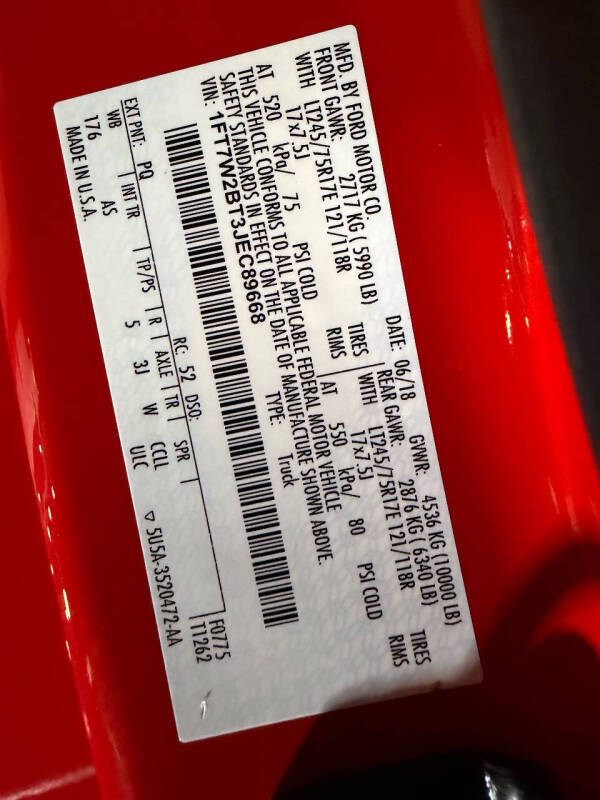 MFD. BY FORD MOTOR CO.
DATE: 06/18 GVWR: 4536 KG (10000 LB)
FRONT GAWR: 2717 KG ( 5990 LB) REAR GAWR: 2876 KG ( 6340 LB)
WITH LT245/75R17E 121/118R TIRES WITH LT245/75R17E 121/118R TIRES
17x7.5J RIMS 17x7.5J RIMS
AT 520 kPa/ 75 PSI COLD AT 550 kPa/ 80 PSI COLD
THIS VEHICLE CONFORMS TO ALL APPLICABLE FEDERAL MOTOR VEHICLE
SAFETY STANDARDS IN EFFECT ON THE DATE OF MANUFACTURE SHOWN ABOVE.
VIN: 1FT7W2BT3JEC89668 TYPE: Truck
F0775
T1262
EXT PNT: PQ RC: 52 DSO:
WB INT TR TP/PS R AXLE TR SPR
176 AS 5 3J W CCLL
MADE IN U.S.A. ULC ▽ 5U5A-3520472-AA